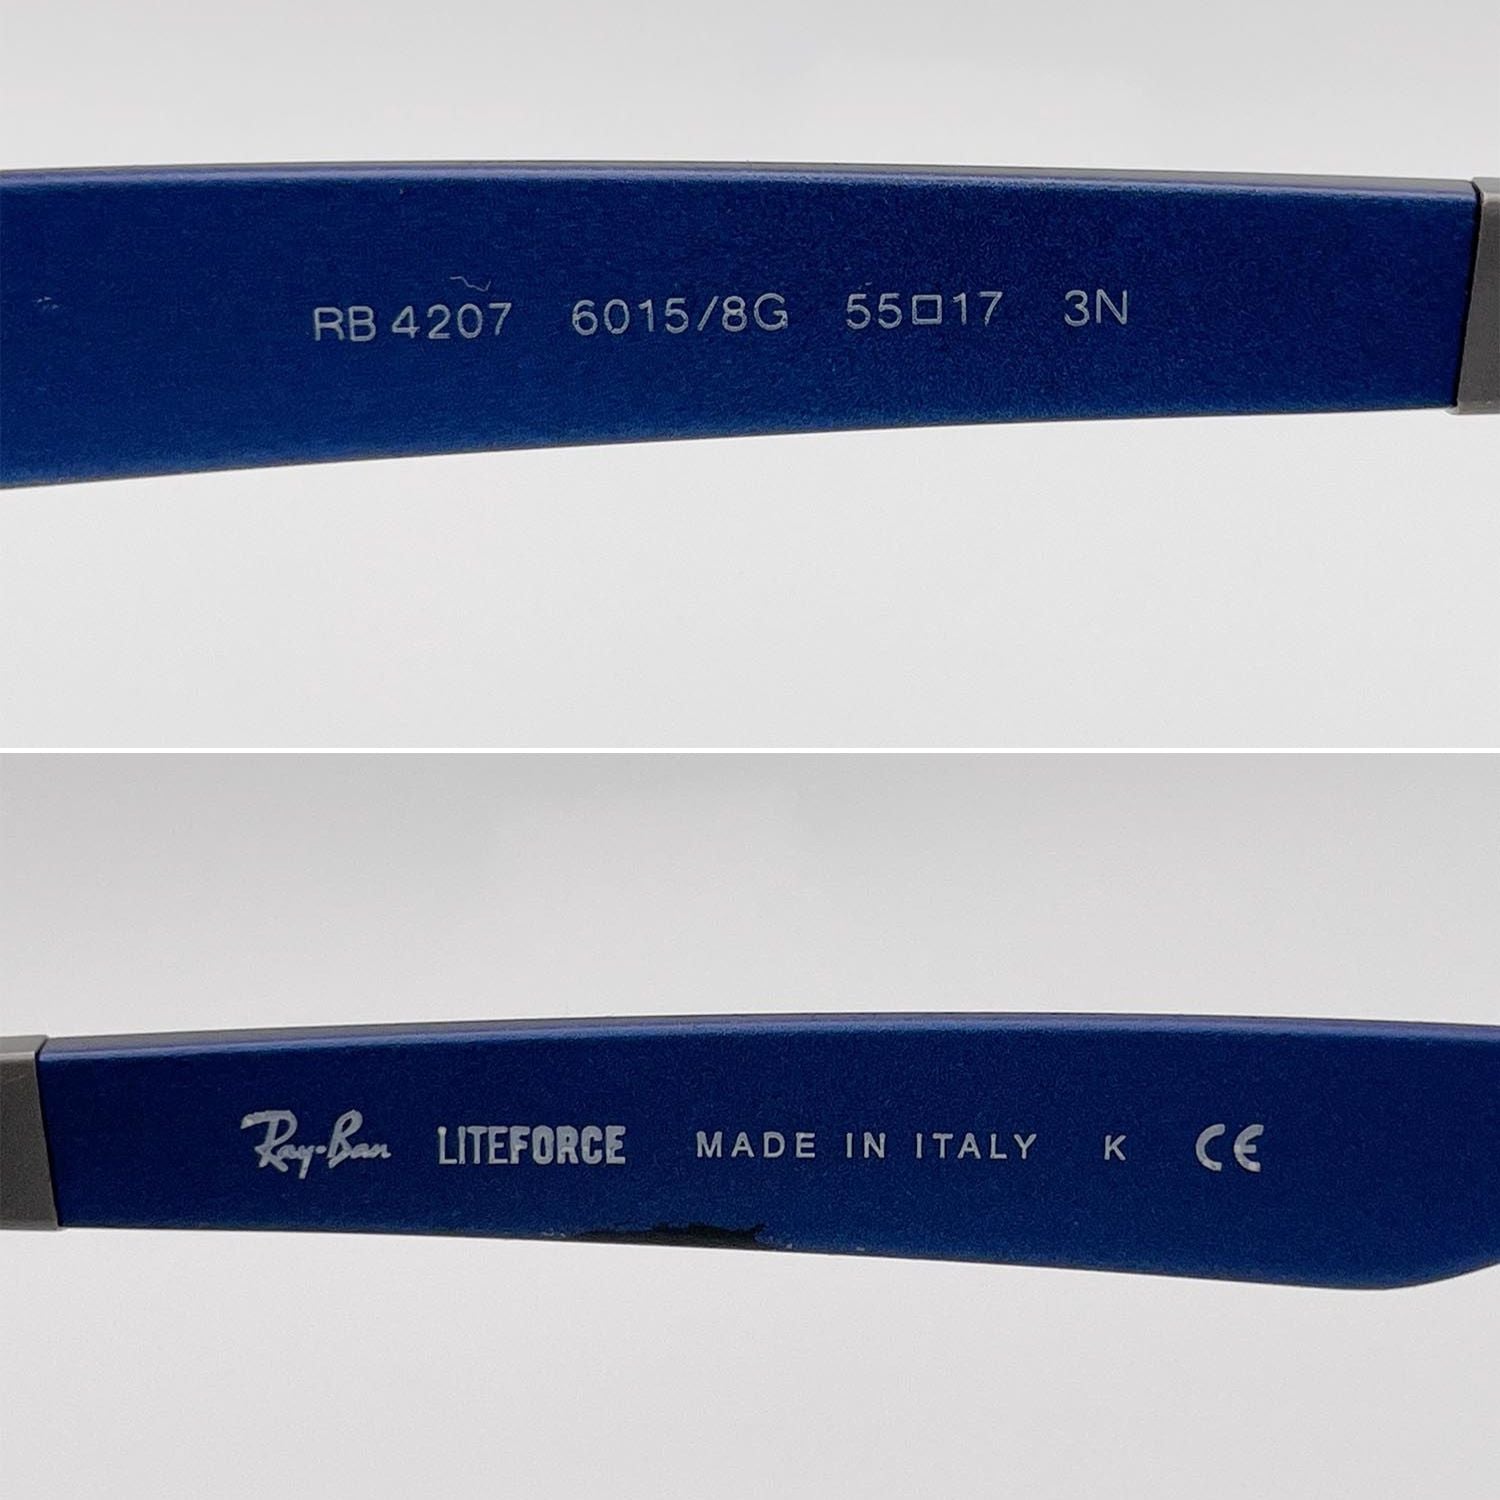 RB 4207 6015/8G 55□17 3N
Ray-Ban LITEFORCE MADE IN ITALY K CE